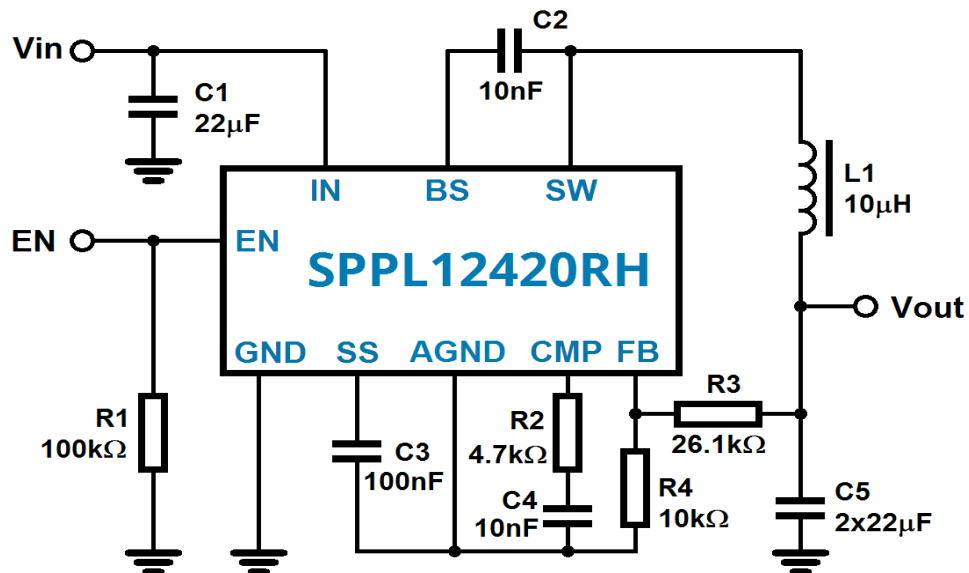 Vin
C1
22μF
C2
10nF
IN
BS
SW
L1
10μH
EN
EN
SPPL12420RH
Vout
GND
SS
AGND
CMP
FB
R1
100kΩ
C3
100nF
R2
4.7kΩ
C4
10nF
R3
26.1kΩ
R4
10kΩ
C5
2x22μF